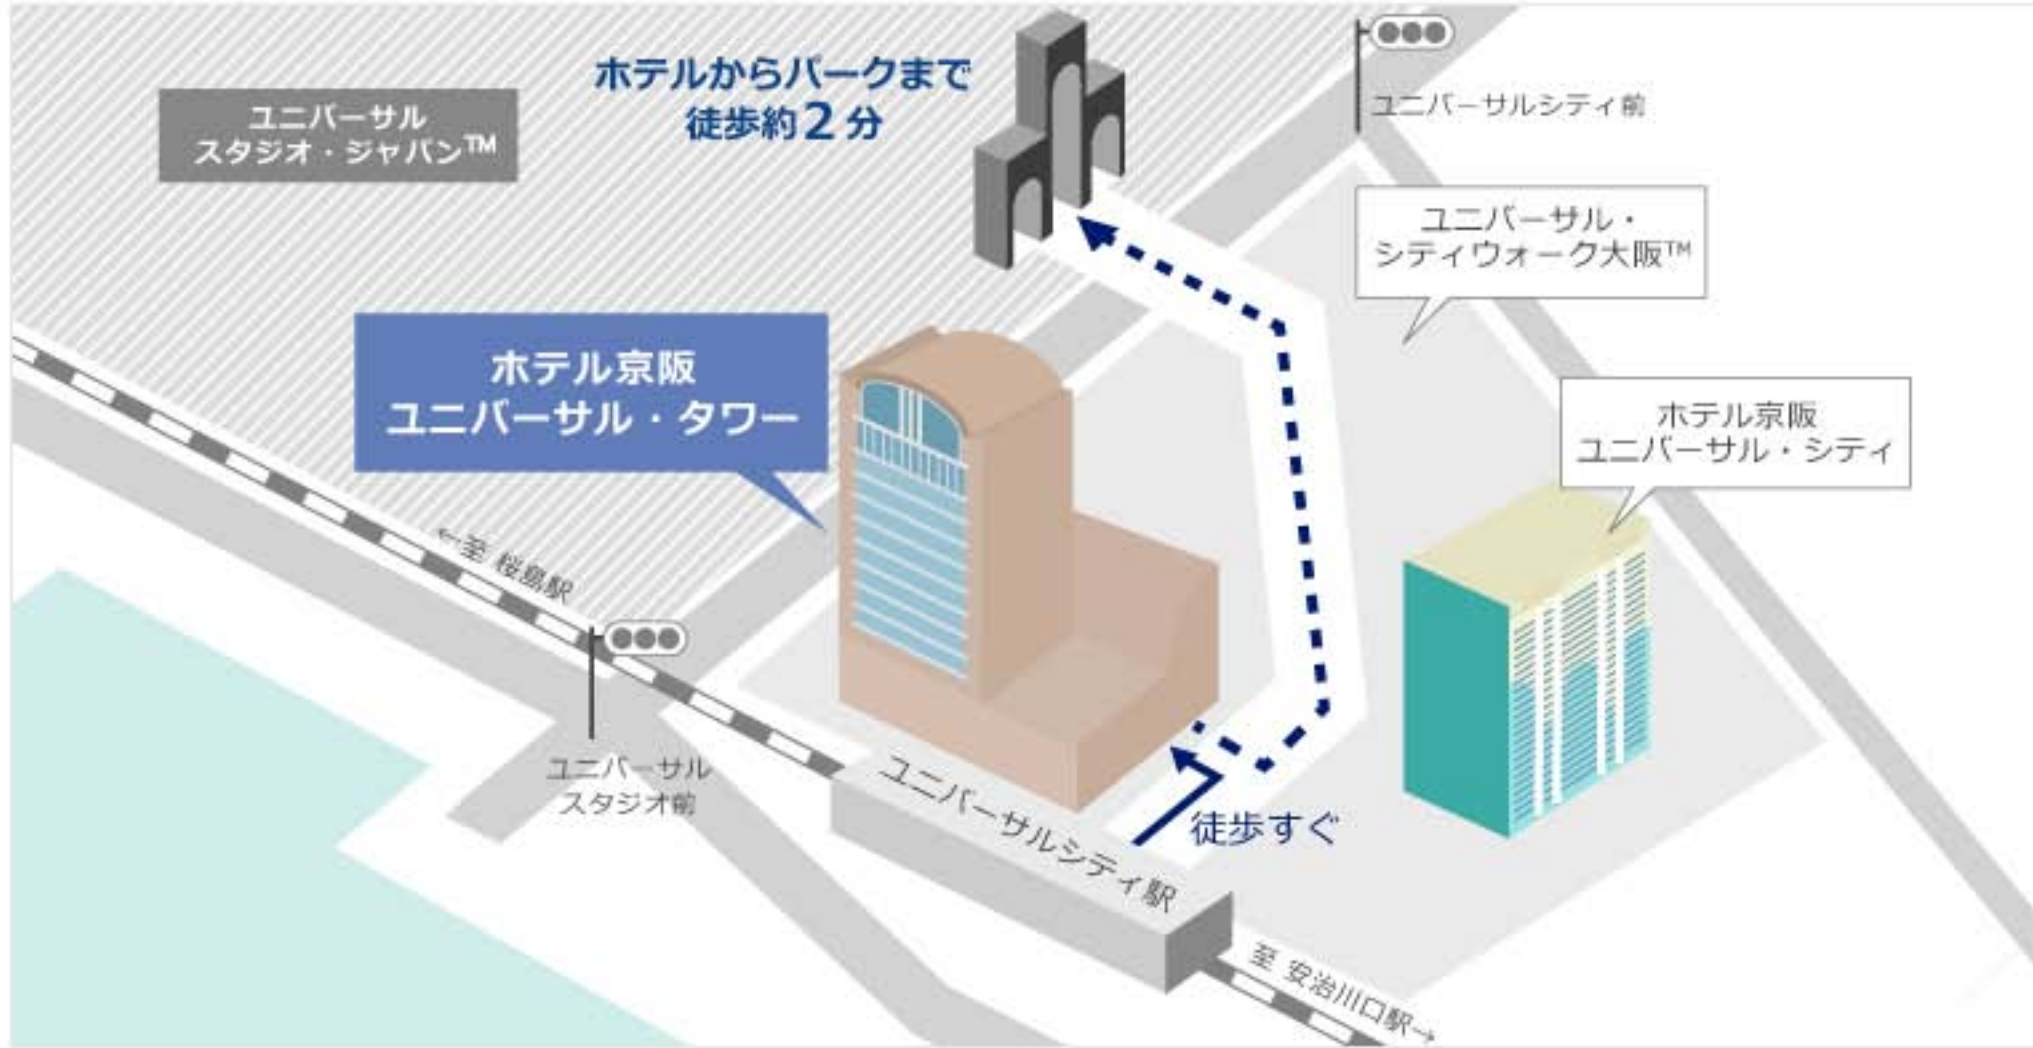 ホテルからパークまで
徒歩約2分
ユニバーサル
スタジオ・ジャパン™
ユニバーサルシティ前
ユニバーサル・
シティウォーク大阪™
ホテル京阪
ユニバーサル・タワー
ホテル京阪
ユニバーサル・シティ
←至 桜島駅
ユニバーサル
スタジオ前
ユニバーサルシティ駅
徒歩すぐ
至 安治川口駅→